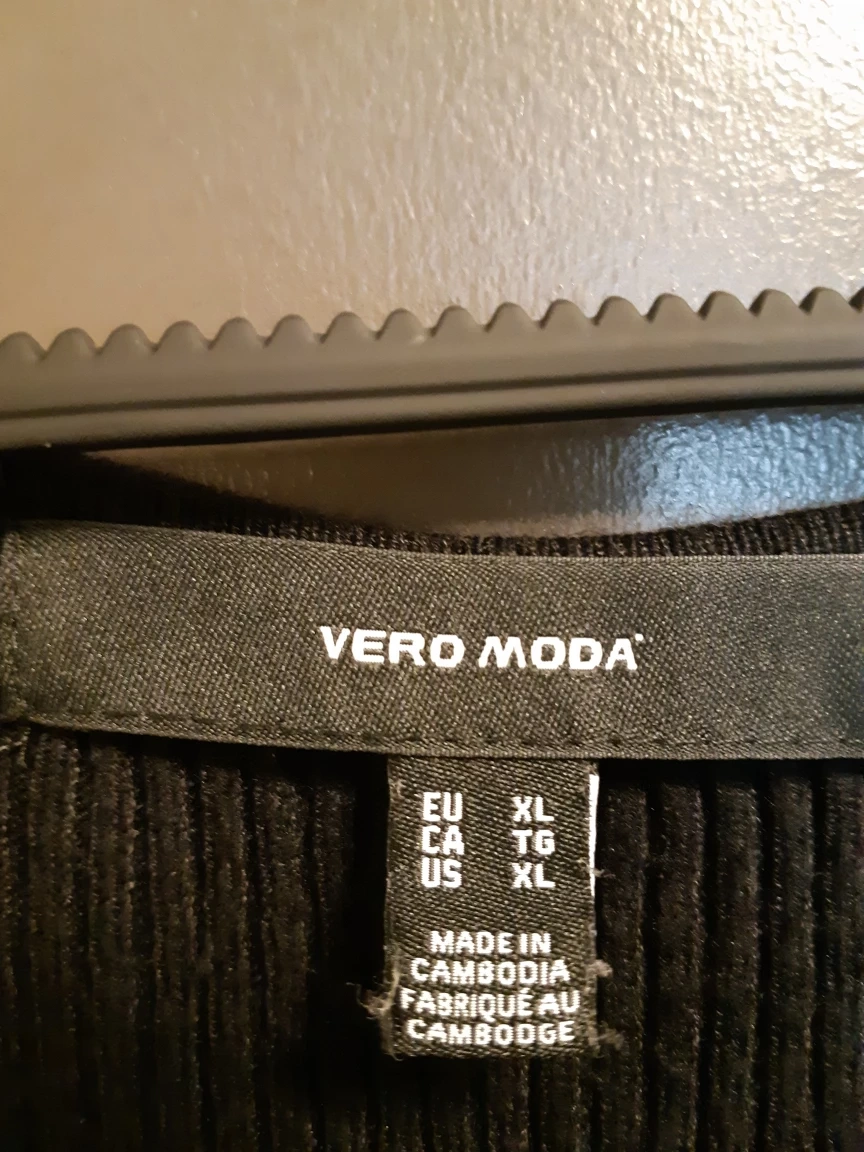 VERO MODA
EU XL
CA TG
US XL
MADE IN
CAMBODIA
FABRIQUÉ AU
CAMBODGE